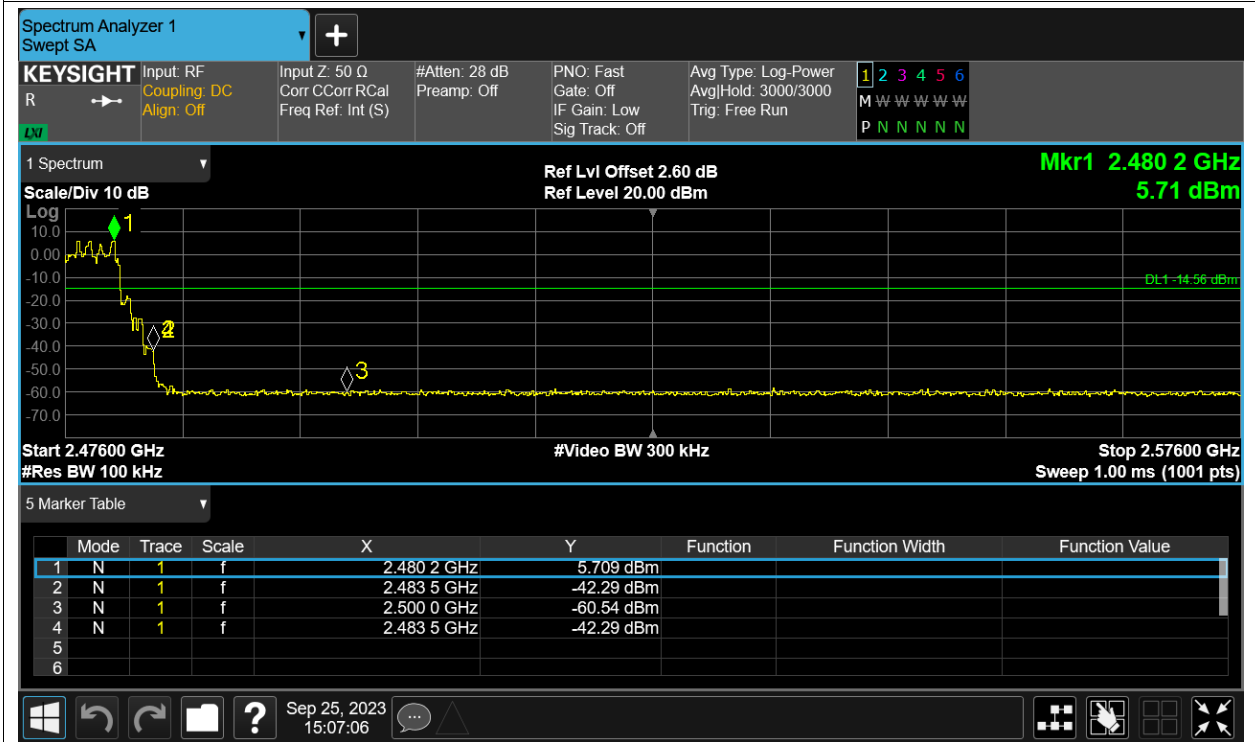 Spectrum Analyzer 1
Swept SA
+
KEYSIGHT Input: RF Input Z: 50 Ω #Atten: 28 dB PNO: Fast Avg Type: Log-Power 1 2 3 4 5 6
R Coupling: DC Corr CCorr RCal Preamp: Off Gate: Off Avg|Hold: 3000/3000 M W W W W W
Align: Off Freq Ref: Int (S) IF Gain: Low Trig: Free Run
LXI Sig Track: Off P N N N N N
1 Spectrum
Ref Lvl Offset 2.60 dB Mkr1 2.480 2 GHz
Scale/Div 10 dB Ref Level 20.00 dBm 5.71 dBm
Log
1
10.0
0.00
-10.0
DL1 -14.56 dBm
-20.0
-30.0
-40.0
-50.0
3
-60.0
-70.0
Start 2.47600 GHz #Video BW 300 kHz Stop 2.57600 GHz
#Res BW 100 kHz Sweep 1.00 ms (1001 pts)
5 Marker Table
Mode Trace Scale X Y Function Function Width Function Value
1 N 1 f 2.480 2 GHz 5.709 dBm
2 N 1 f 2.483 5 GHz -42.29 dBm
3 N 1 f 2.500 0 GHz -60.54 dBm
4 N 1 f 2.483 5 GHz -42.29 dBm
5
6
? Sep 25, 2023
15:07:06